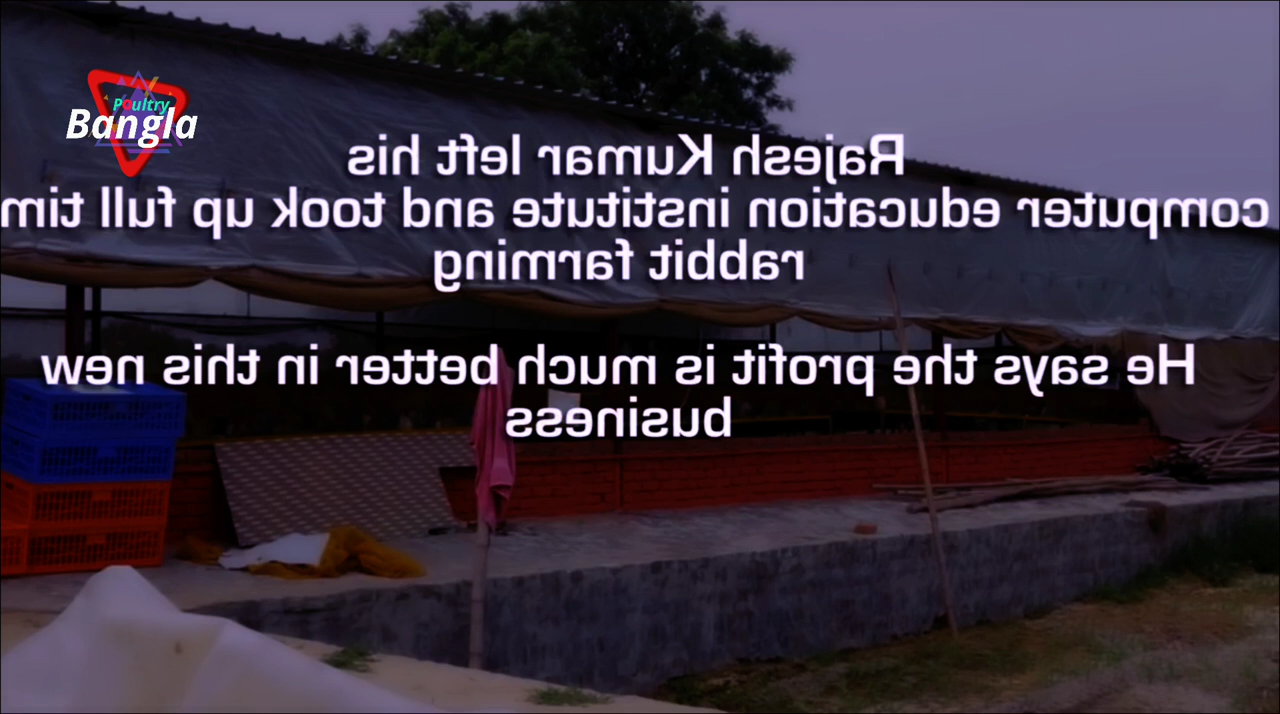 Poultry
Bangla
Rajesh Kumar left his
computer education institute and took up full tim
rabbit farming
He says the profit is much better in this new
business